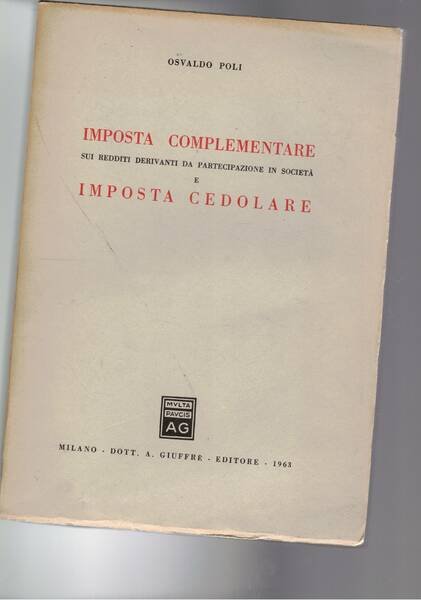 OSVALDO POLI
IMPOSTA COMPLEMENTARE
SUI REDDITI DERIVANTI DA PARTECIPAZIONE IN SOCIETÀ
E
IMPOSTA CEDOLARE
MVLTA
PAVCIS
AG
MILANO - DOTT. A. GIUFFRÈ - EDITORE - 1963